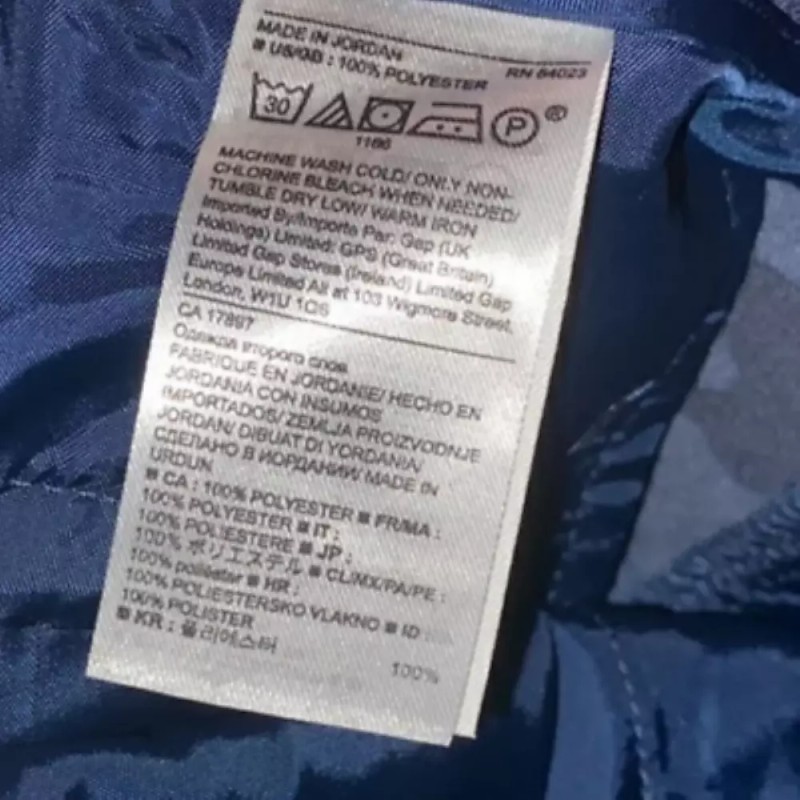 MADE IN JORDAN
■ US/GB : 100% POLYESTER RN 54023
30 P ®
1186
MACHINE WASH COLD/ ONLY NON-
CHLORINE BLEACH WHEN NEEDED/
TUMBLE DRY LOW/ WARM IRON
Imported By/Importe Par: Gap (UK
Holdings) Limited: GPS (Great Britain)
Limited Gap Stores (Ireland) Limited Gap
Europe Limited All at 103 Wigmore Street,
London, W1U 1QS
CA 17897
Одежда второго слоя
FABRIQUE EN JORDANIE/ HECHO EN
JORDANIA CON INSUMOS
IMPORTADOS/ ZEMLJA PROIZVODNJE
JORDAN/ DIBUAT DI YORDANIA/
СДЕЛАНО В ИОРДАНИИ/ MADE IN
URDUN
■ CA : 100% POLYESTER ■ FR/MA :
100% POLYESTER ■ IT :
100% POLIESTERE ■ JP :
100% ポリエステル ■ CL/MX/PA/PE :
100% poliéster ■ HR :
100% POLIESTERSKO VLAKNO ■ ID :
100% POLISTER
■ KR : 폴리에스터
100%